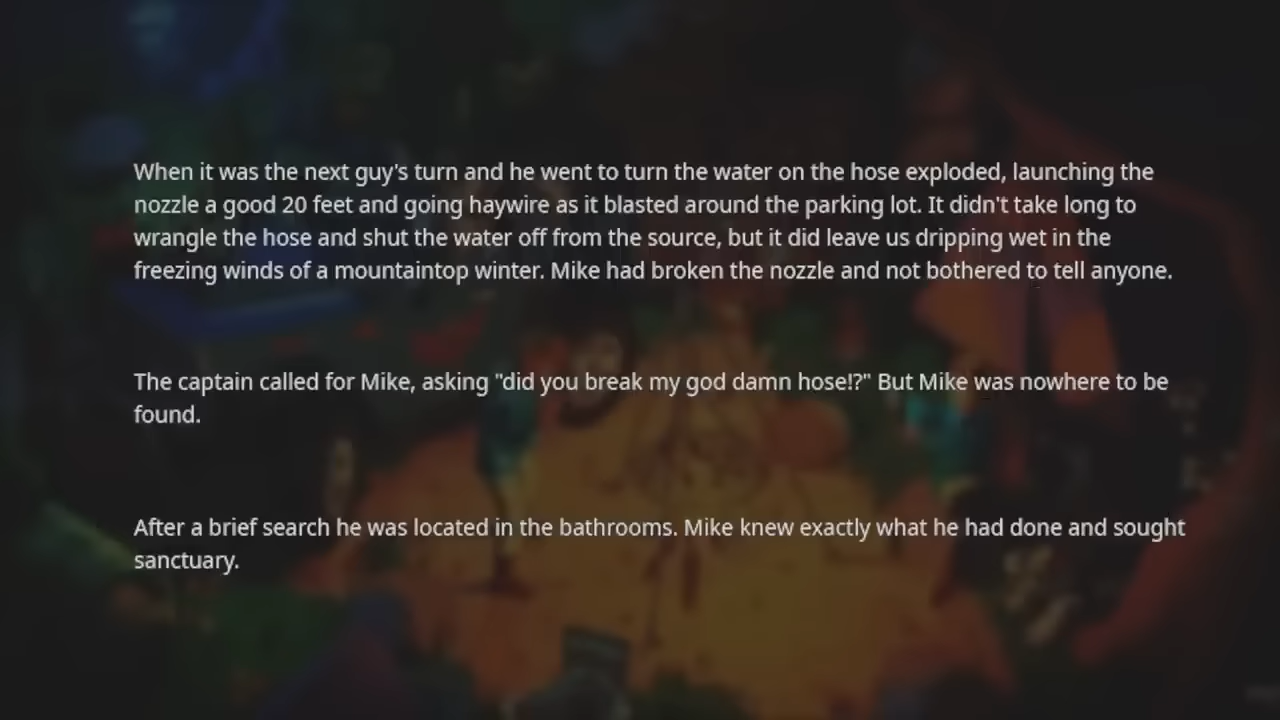 When it was the next guy's turn and he went to turn the water on the hose exploded, launching the
nozzle a good 20 feet and going haywire as it blasted around the parking lot. It didn't take long to
wrangle the hose and shut the water off from the source, but it did leave us dripping wet in the
freezing winds of a mountaintop winter. Mike had broken the nozzle and not bothered to tell anyone.
The captain called for Mike, asking "did you break my god damn hose!?" But Mike was nowhere to be
found.
After a brief search he was located in the bathrooms. Mike knew exactly what he had done and sought
sanctuary.